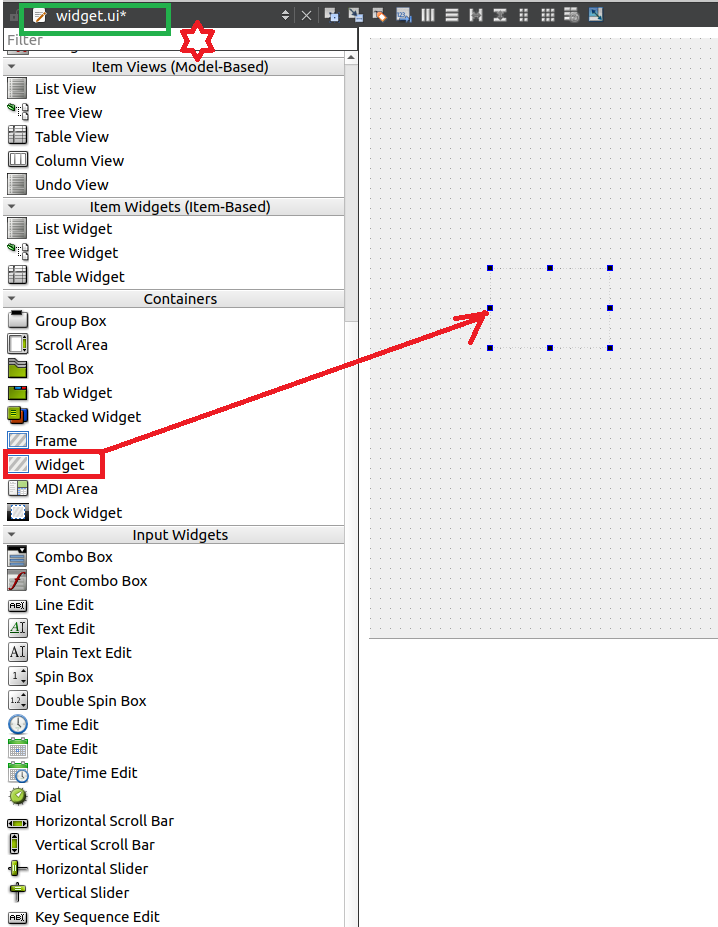 widget.ui*
Filter
Item Views (Model-Based)
List View
Tree View
Table View
Column View
Undo View
Item Widgets (Item-Based)
List Widget
Tree Widget
Table Widget
Containers
Group Box
Scroll Area
Tool Box
Tab Widget
Stacked Widget
Frame
Widget
MDI Area
Dock Widget
Input Widgets
Combo Box
Font Combo Box
Line Edit
Text Edit
Plain Text Edit
Spin Box
Double Spin Box
Time Edit
Date Edit
Date/Time Edit
Dial
Horizontal Scroll Bar
Vertical Scroll Bar
Horizontal Slider
Vertical Slider
Key Sequence Edit